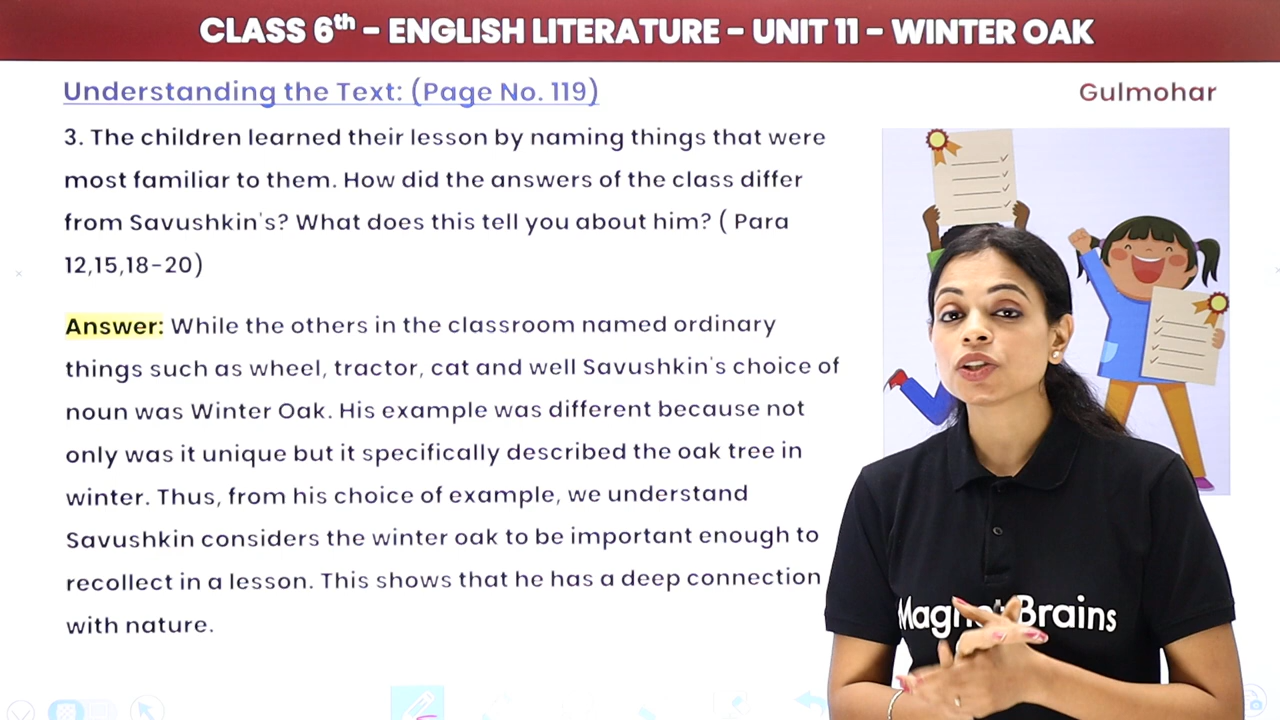 CLASS 6th - ENGLISH LITERATURE - UNIT 11 - WINTER OAK
Understanding the Text: (Page No. 119)
Gulmohar
3. The children learned their lesson by naming things that were
most familiar to them. How did the answers of the class differ
from Savushkin's? What does this tell you about him? ( Para
12,15,18-20)
Answer: While the others in the classroom named ordinary
things such as wheel, tractor, cat and well Savushkin's choice of
noun was Winter Oak. His example was different because not
only was it unique but it specifically described the oak tree in
winter. Thus, from his choice of example, we understand
Savushkin considers the winter oak to be important enough to
recollect in a lesson. This shows that he has a deep connection
with nature.
Magnet Brains